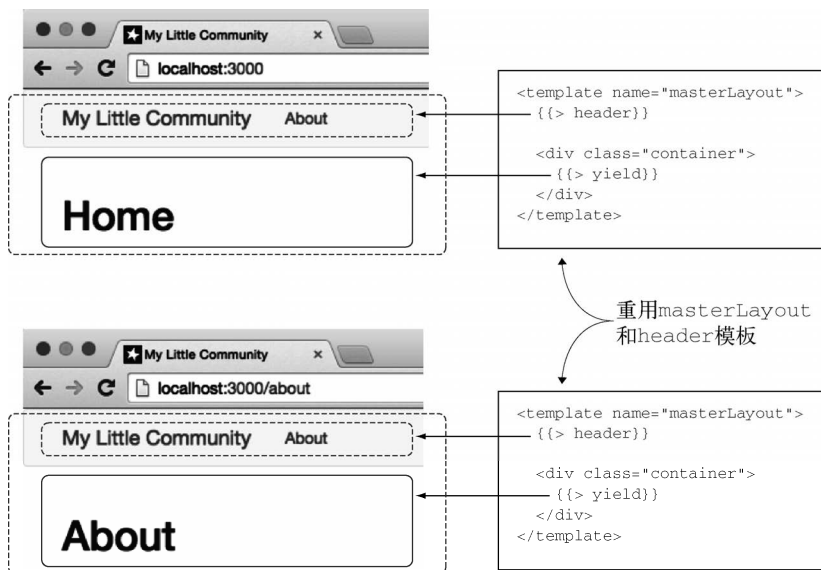 My Little Community ×
localhost:3000
My Little Community About
Home
<template name="masterLayout">
{{> header}}
<div class="container">
{{> yield}}
</div>
</template>
重用masterLayout
和header模板
My Little Community ×
localhost:3000/about
My Little Community About
About
<template name="masterLayout">
{{> header}}
<div class="container">
{{> yield}}
</div>
</template>